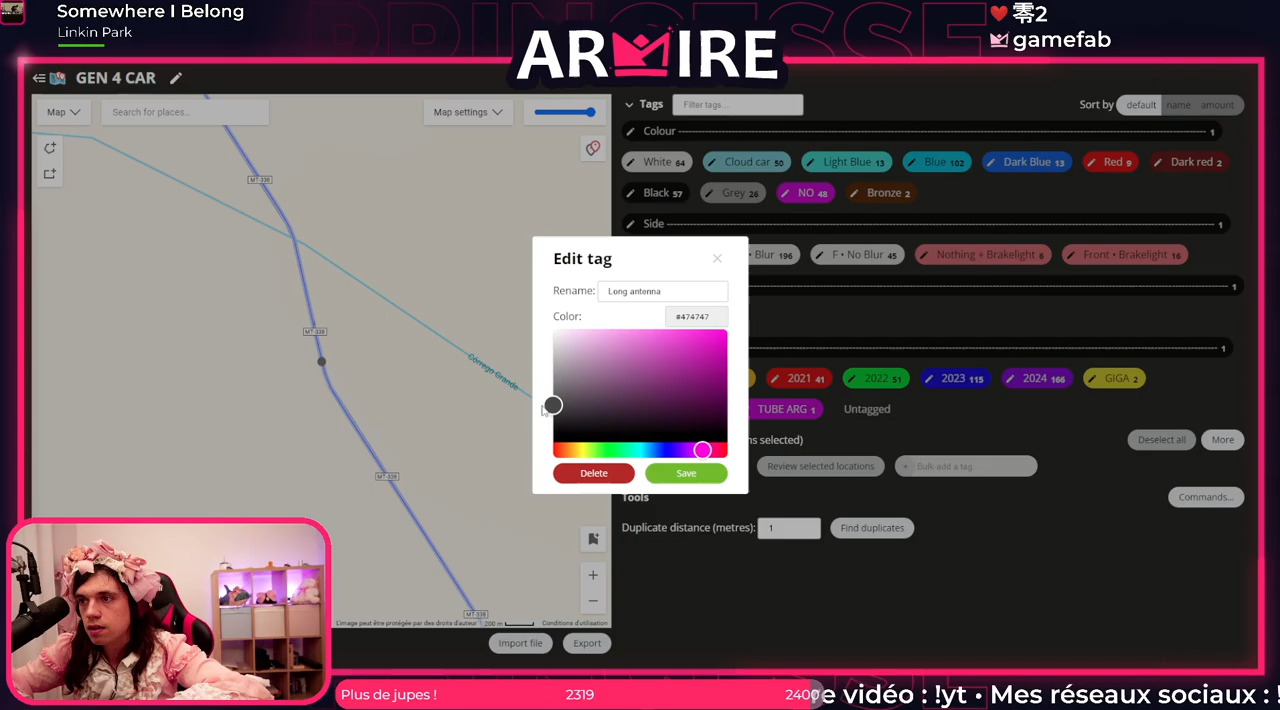 Somewhere I Belong
Linkin Park
ARMIRE
零2
gamefab
GEN 4 CAR
Map
Search for places...
Map settings
MT-338
MT-338
MT-338
MT-338
Córrego Grande
L'image peut être protégée par des droits d'auteur
200 m
Conditions d'utilisation
Import file
Export
Tags
Filter tags...
Sort by
default
name
amount
Colour
1
White 64
Cloud car 50
Light Blue 13
Blue 102
Dark Blue 13
Red 9
Dark red 2
Black 57
Grey 26
NO 48
Bronze 2
Side
1
• Blur 196
F • No Blur 45
Nothing + Brakelight 6
Front • Brakelight 16
1
1
2021 41
2022 51
2023 115
2024 166
GIGA 2
TUBE ARG 1
Untagged
selected)
Deselect all
More
Review selected locations
Bulk add a tag
Tools
Commands...
Duplicate distance (metres):
1
Find duplicates
Edit tag
Rename:
Long antenna
Color:
#474747
Delete
Save
Plus de jupes !
2319
2400
e vidéo : !yt • Mes réseaux sociaux : !